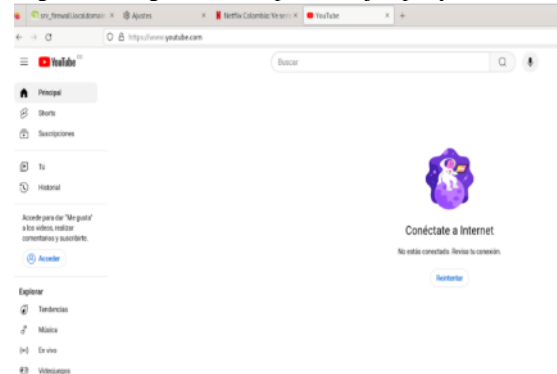 srv_firewall.localdomain
Ajustes
Netflix Colombia: Ve seri
YouTube
https://www.youtube.com
YouTube CO
Buscar
Principal
Shorts
Suscripciones
Tú
Historial
Accede para dar "Me gusta"
a los videos, realizar
comentarios y suscribirte.
Acceder
Explorar
Tendencias
Música
En vivo
Videojuegos
Conéctate a Internet
No estás conectado. Revisa tu conexión.
Reintentar